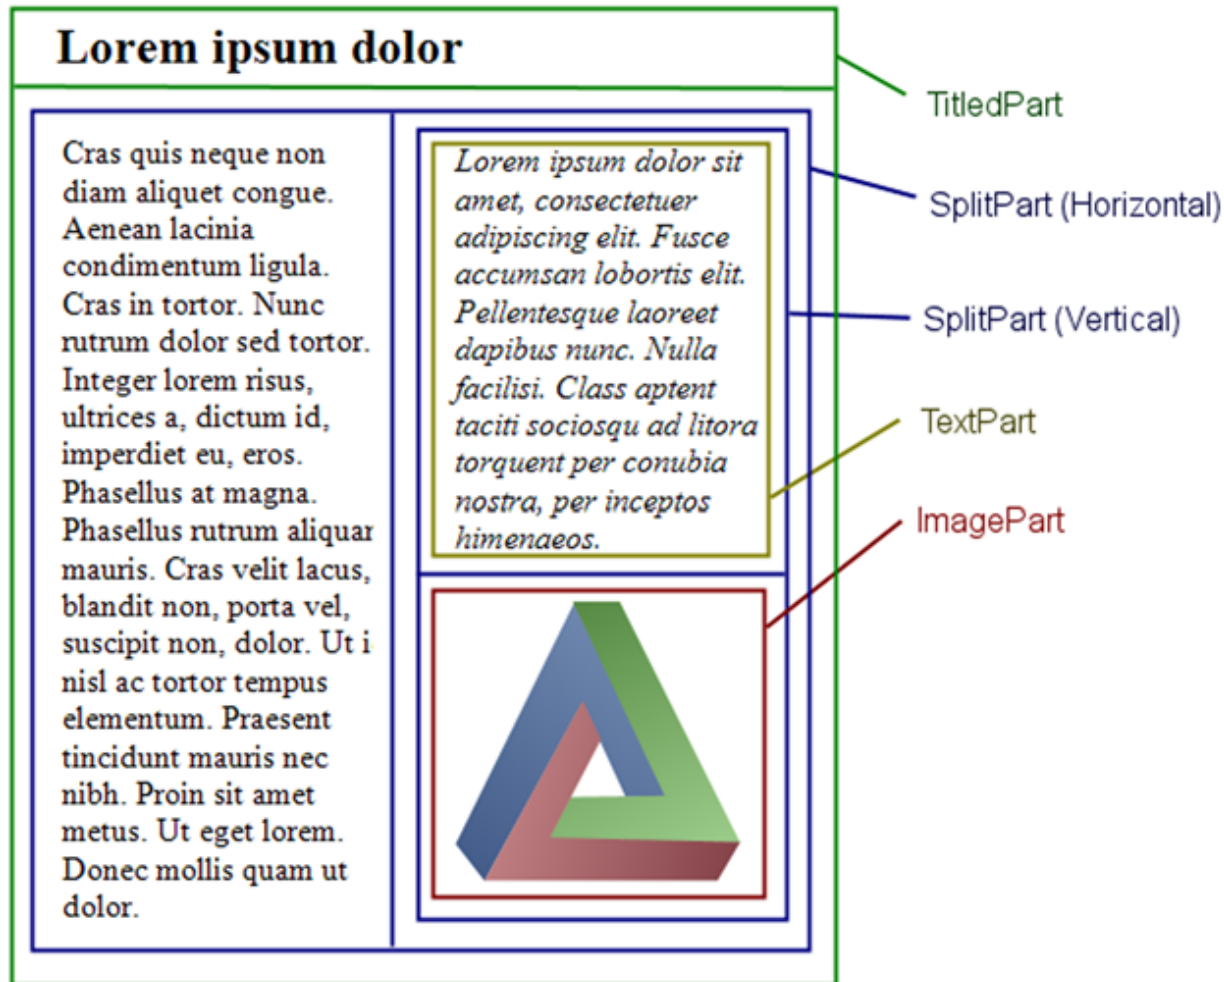 Lorem ipsum dolor
Cras quis neque non
diam aliquet congue.
Aenean lacinia
condimentum ligula.
Cras in tortor. Nunc
rutrum dolor sed tortor.
Integer lorem risus,
ultrices a, dictum id,
imperdiet eu, eros.
Phasellus at magna.
Phasellus rutrum aliquar
mauris. Cras velit lacus,
blandit non, porta vel,
suscipit non, dolor. Ut i
nisl ac tortor tempus
elementum. Praesent
tincidunt mauris nec
nibh. Proin sit amet
metus. Ut eget lorem.
Donec mollis quam ut
dolor.
Lorem ipsum dolor sit
amet, consectetuer
adipiscing elit. Fusce
accumsan lobortis elit.
Pellentesque laoreet
dapibus nunc. Nulla
facilisi. Class aptent
taciti sociosqu ad litora
torquent per conubia
nostra, per inceptos
himenaeos.
TitledPart
SplitPart (Horizontal)
SplitPart (Vertical)
TextPart
ImagePart